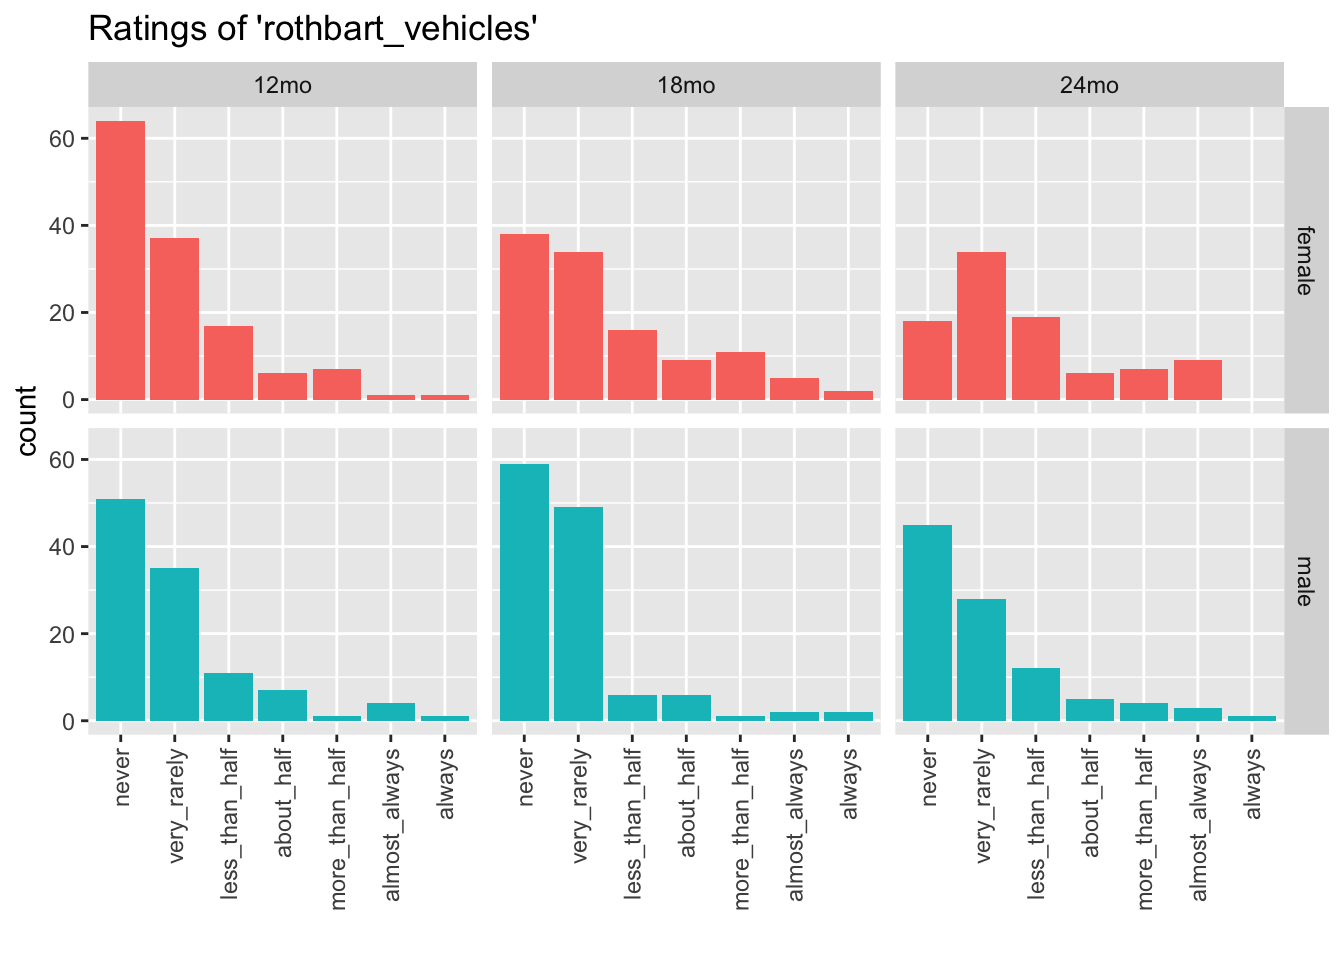 Ratings of 'rothbart_vehicles'
12mo 18mo 24mo
60
40
20
0
female
count
60
40
20
0
male
never very_rarely less_than_half about_half more_than_half almost_always always
never very_rarely less_than_half about_half more_than_half almost_always always
never very_rarely less_than_half about_half more_than_half almost_always always